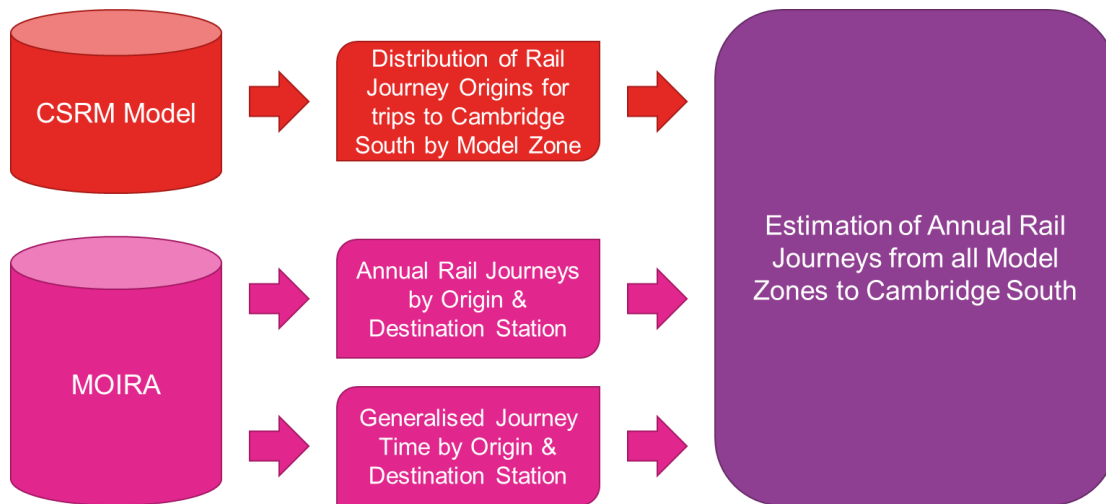 CSRM Model
Distribution of Rail
Journey Origins for
trips to Cambridge
South by Model Zone
MOIRA
Annual Rail Journeys
by Origin &
Destination Station
Generalised Journey
Time by Origin &
Destination Station
Estimation of Annual Rail
Journeys from all Model
Zones to Cambridge South